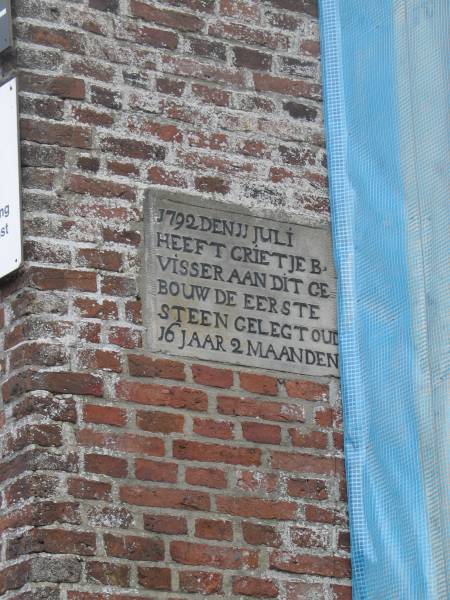 1792 DEN 11 JULI
HEEFT GRIETJE B-
VISSER AAN DIT GE
BOUW DE EERSTE
STEEN GELEGT OUD
16 JAAR 2 MAANDEN